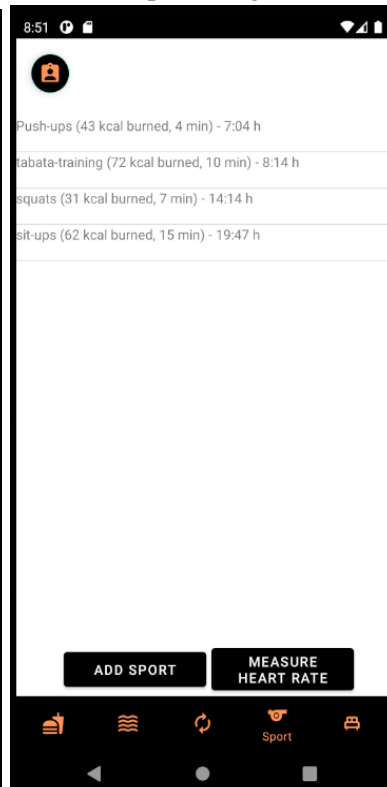 8:51
Push-ups (43 kcal burned, 4 min) - 7:04 h
tabata-training (72 kcal burned, 10 min) - 8:14 h
squats (31 kcal burned, 7 min) - 14:14 h
sit-ups (62 kcal burned, 15 min) - 19:47 h
ADD SPORT
MEASURE
HEART RATE
Sport